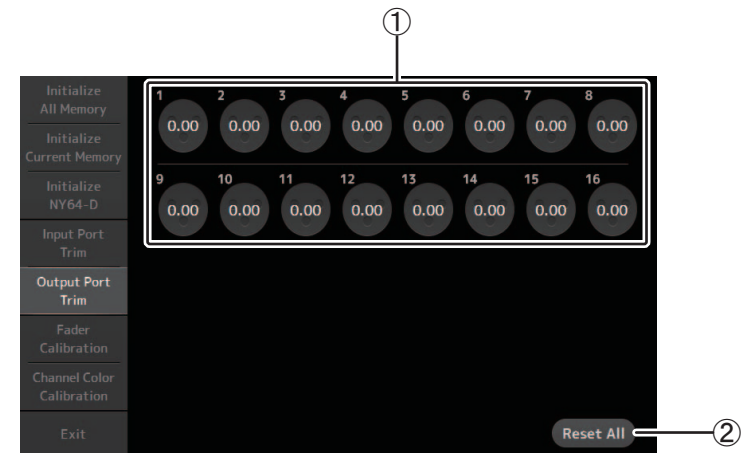 ①
Initialize
All Memory
Initialize
Current Memory
Initialize
NY64-D
Input Port
Trim
Output Port
Trim
Fader
Calibration
Channel Color
Calibration
Exit
1 2 3 4 5 6 7 8
0.00 0.00 0.00 0.00 0.00 0.00 0.00 0.00
9 10 11 12 13 14 15 16
0.00 0.00 0.00 0.00 0.00 0.00 0.00 0.00
Reset All
②